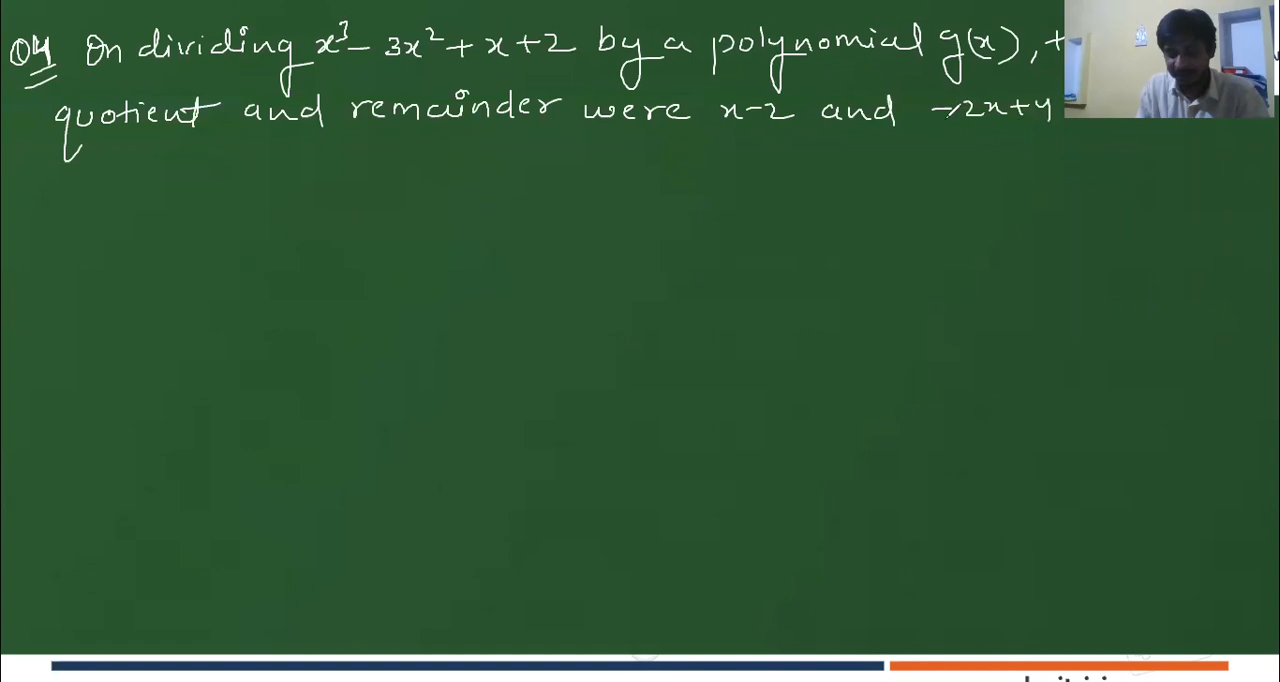 Q4 On dividing x³ - 3x² + x + 2 by a polynomial g(x),
quotient and remainder were x-2 and -2x+4